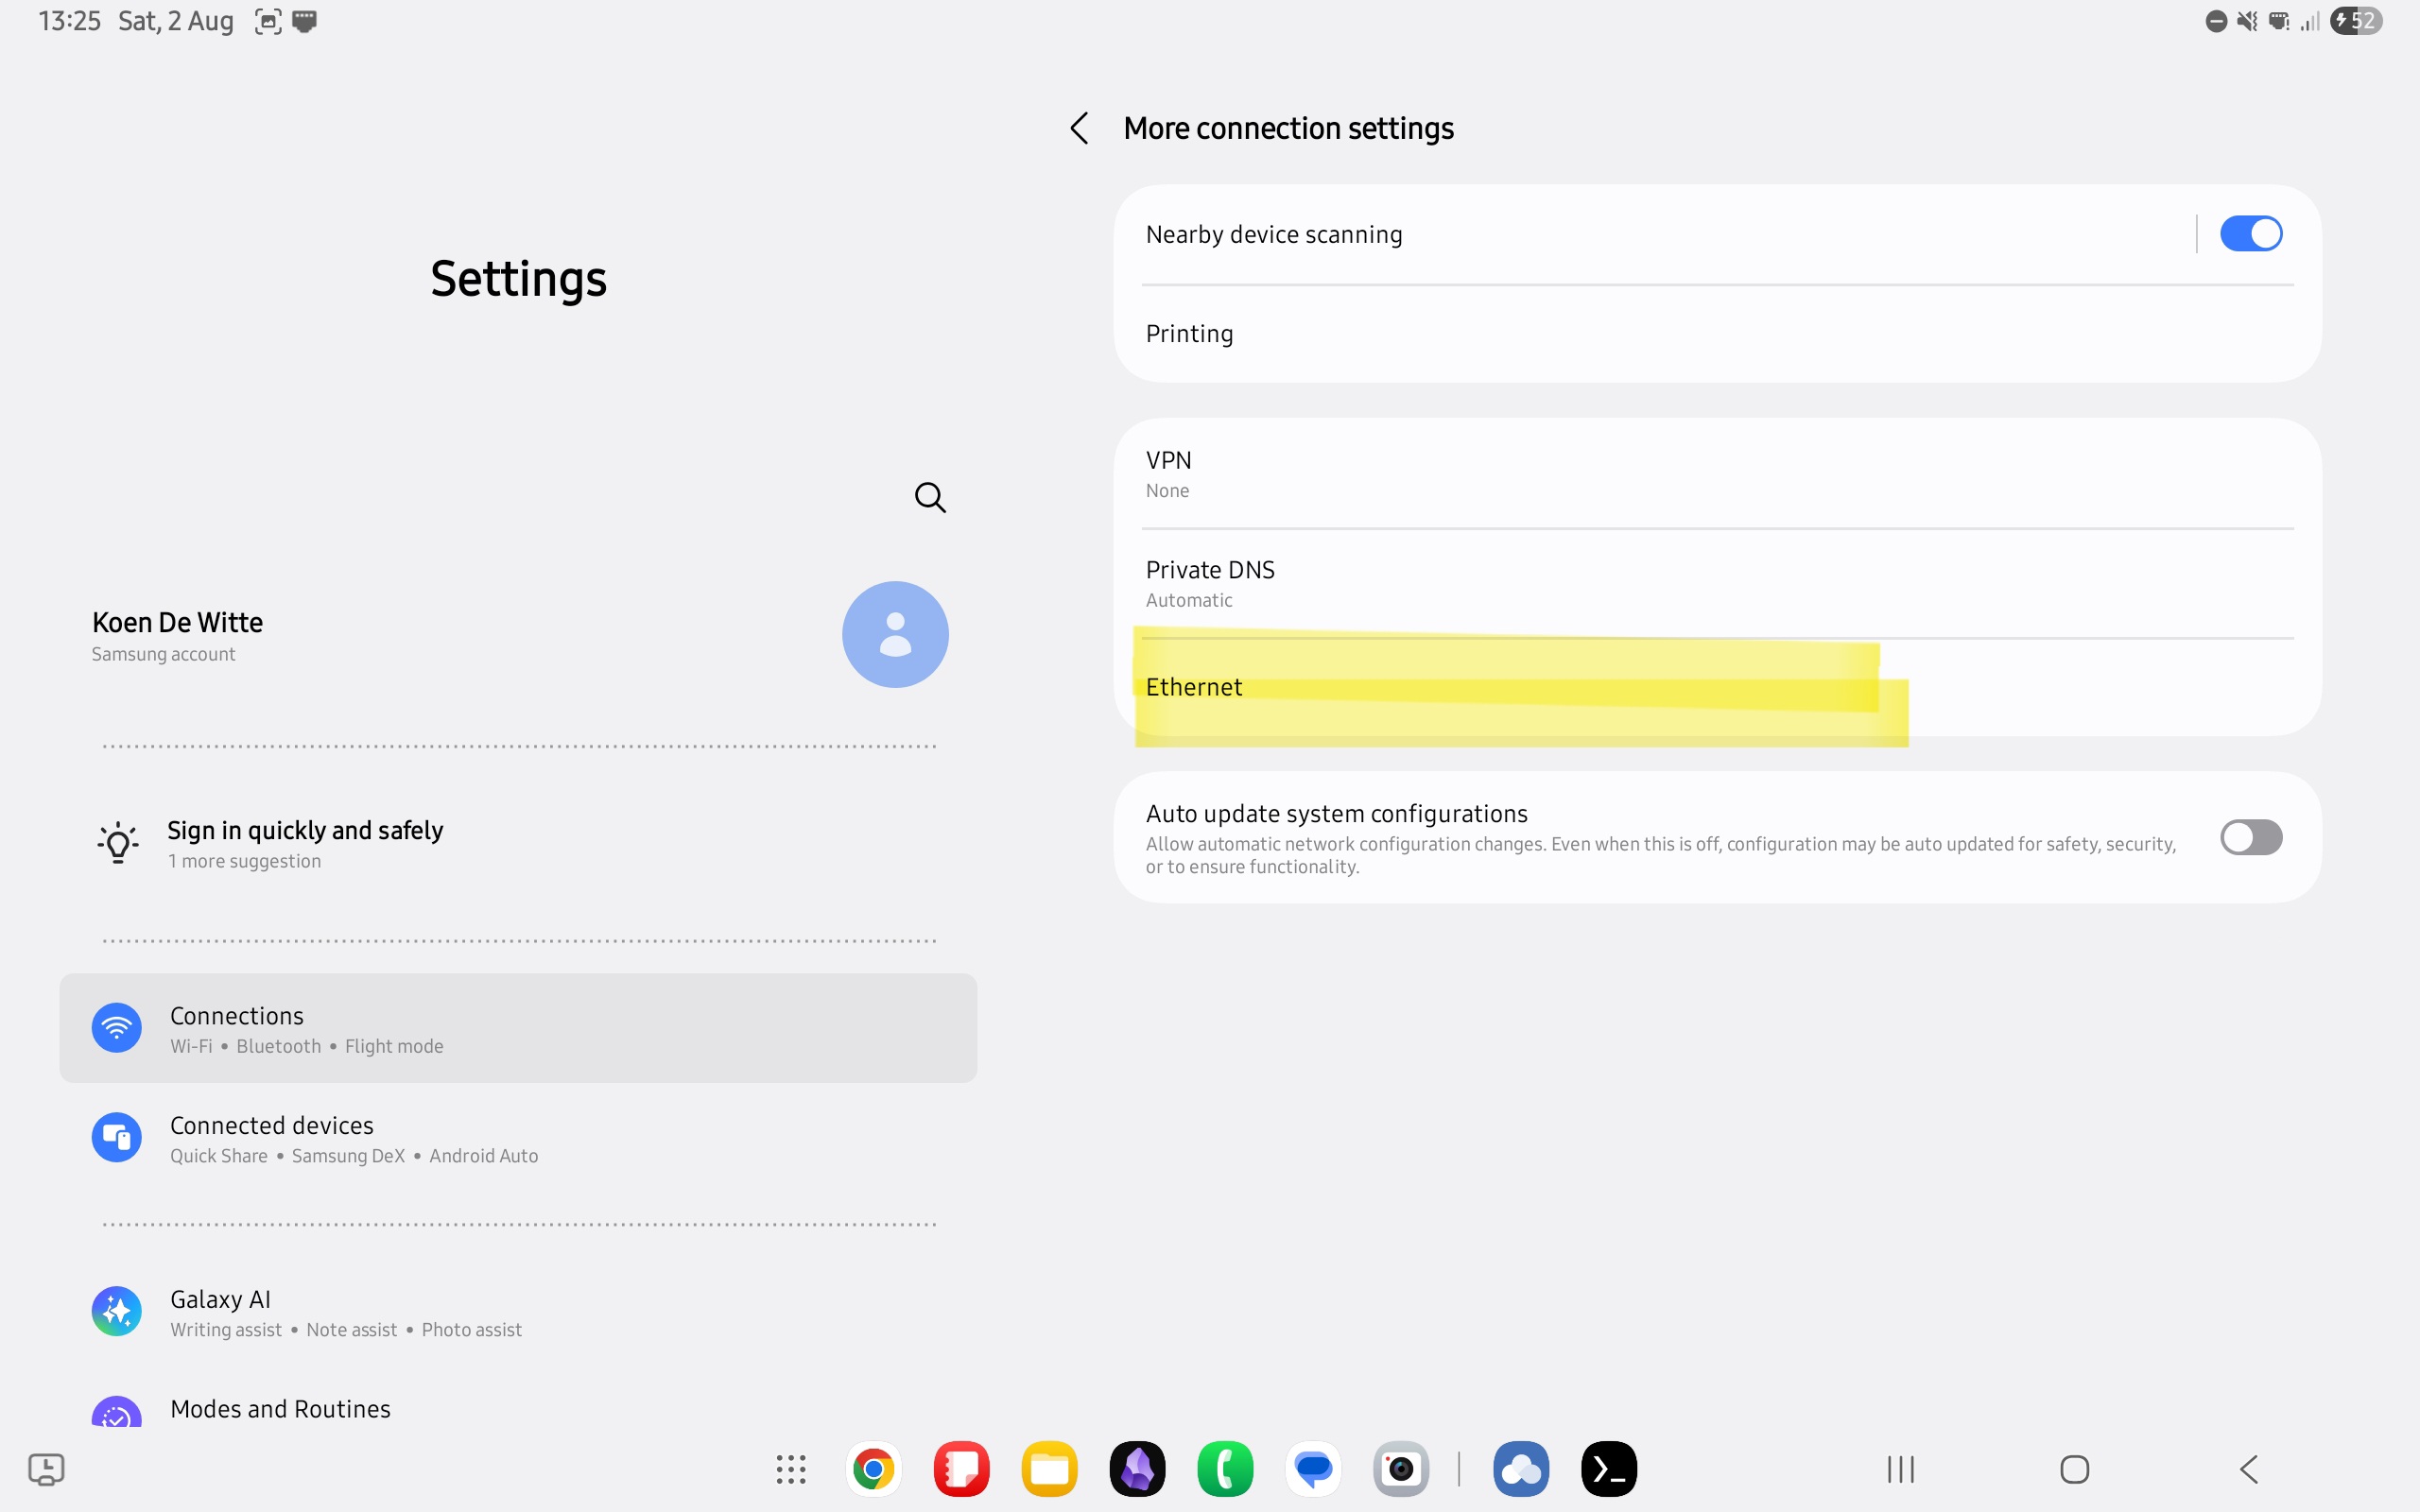 13:25 Sat, 2 Aug
52
Settings
Koen De Witte
Samsung account
Sign in quickly and safely
1 more suggestion
Connections
Wi-Fi • Bluetooth • Flight mode
Connected devices
Quick Share • Samsung DeX • Android Auto
Galaxy AI
Writing assist • Note assist • Photo assist
Modes and Routines
More connection settings
Nearby device scanning
Printing
VPN
None
Private DNS
Automatic
Ethernet
Auto update system configurations
Allow automatic network configuration changes. Even when this is off, configuration may be auto updated for safety, security,
or to ensure functionality.